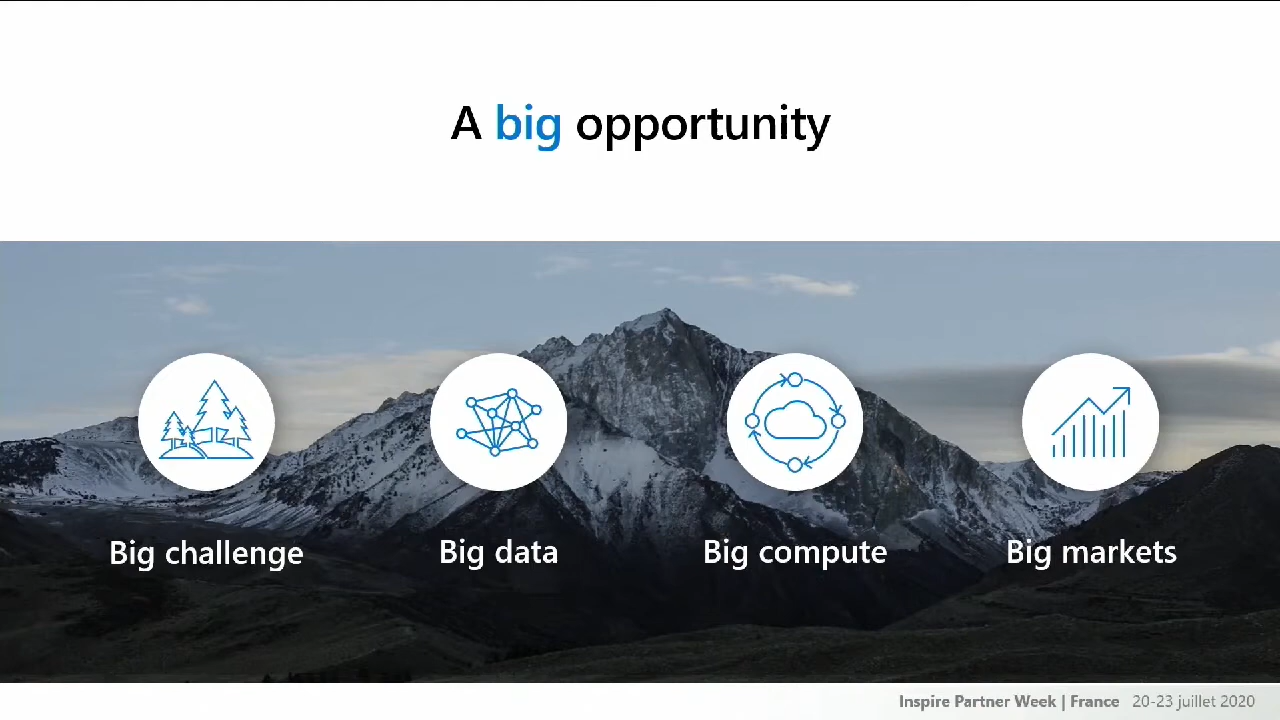 A big opportunity
Big challenge
Big data
Big compute
Big markets
Inspire Partner Week | France 20-23 juillet 2020